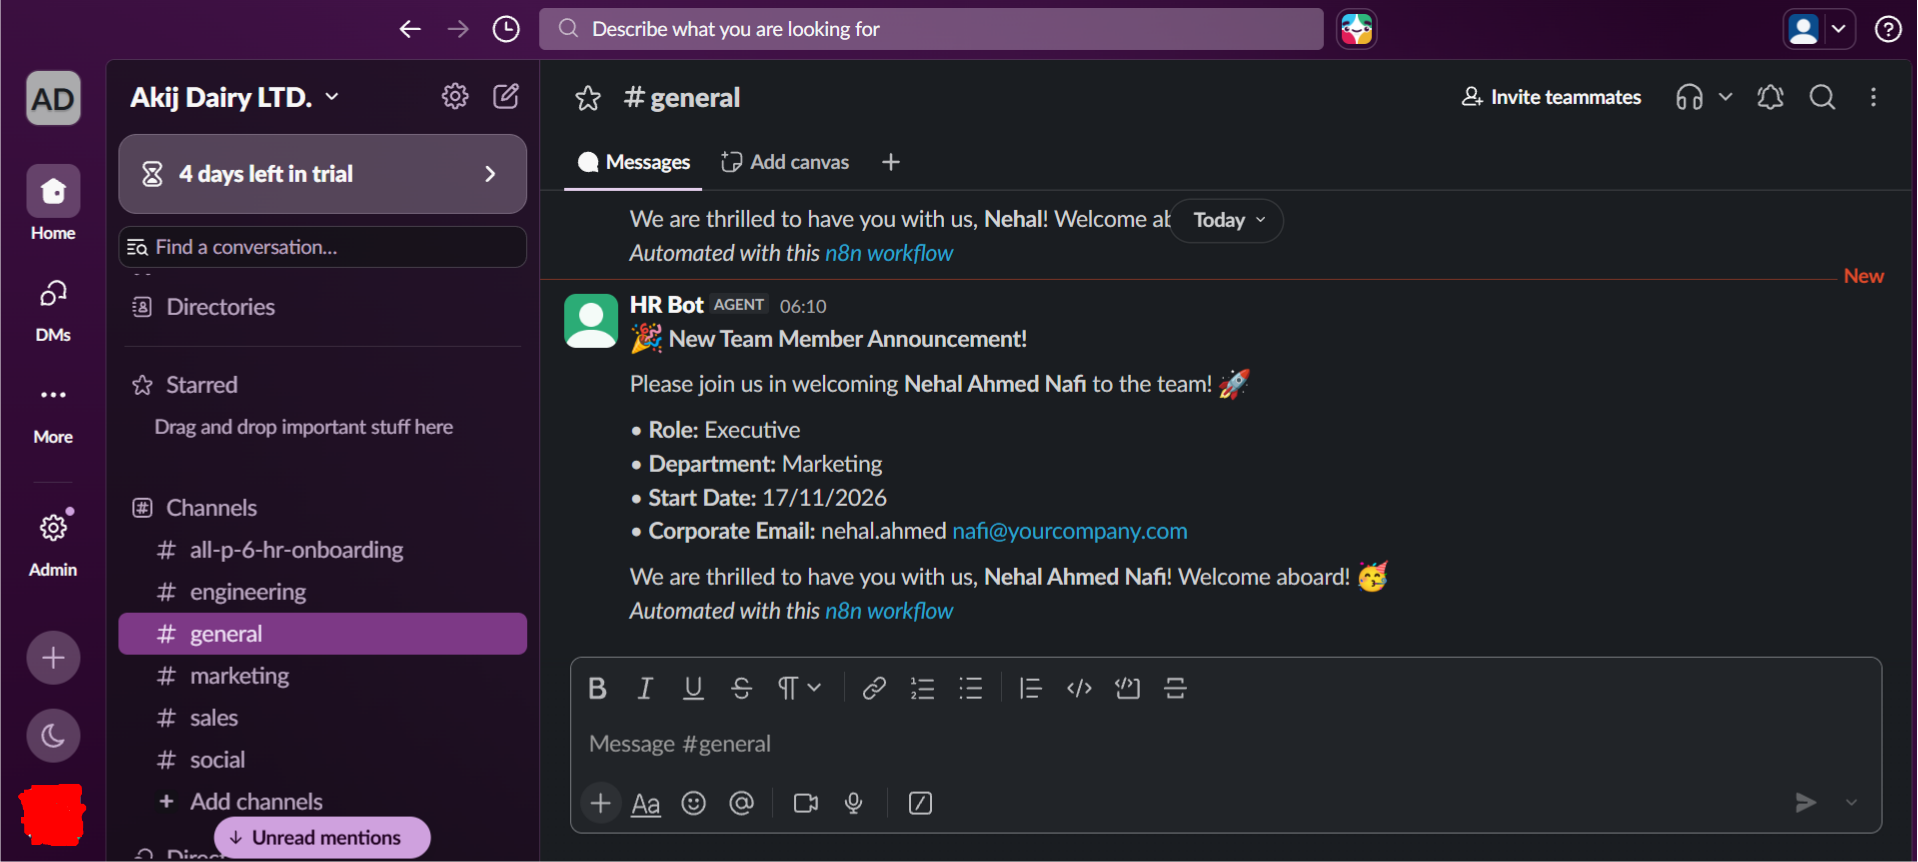 Describe what you are looking for
AD
Home
DMs
More
Admin
Akij Dairy LTD.
4 days left in trial
Find a conversation...
Directories
Starred
Drag and drop important stuff here
Channels
# all-p-6-hr-onboarding
# engineering
# general
# marketing
# sales
# social
+ Add channels
Unread mentions
# general
Invite teammates
Messages
Add canvas
We are thrilled to have you with us, Nehal! Welcome
Today
Automated with this n8n workflow
New
HR Bot AGENT 06:10
🎉 New Team Member Announcement!
Please join us in welcoming Nehal Ahmed Nafi to the team! 🚀
• Role: Executive
• Department: Marketing
• Start Date: 17/11/2026
• Corporate Email: nehal.ahmed nafi@yourcompany.com
We are thrilled to have you with us, Nehal Ahmed Nafi! Welcome aboard! 🥳
Automated with this n8n workflow
B I U S
Message #general
Aa